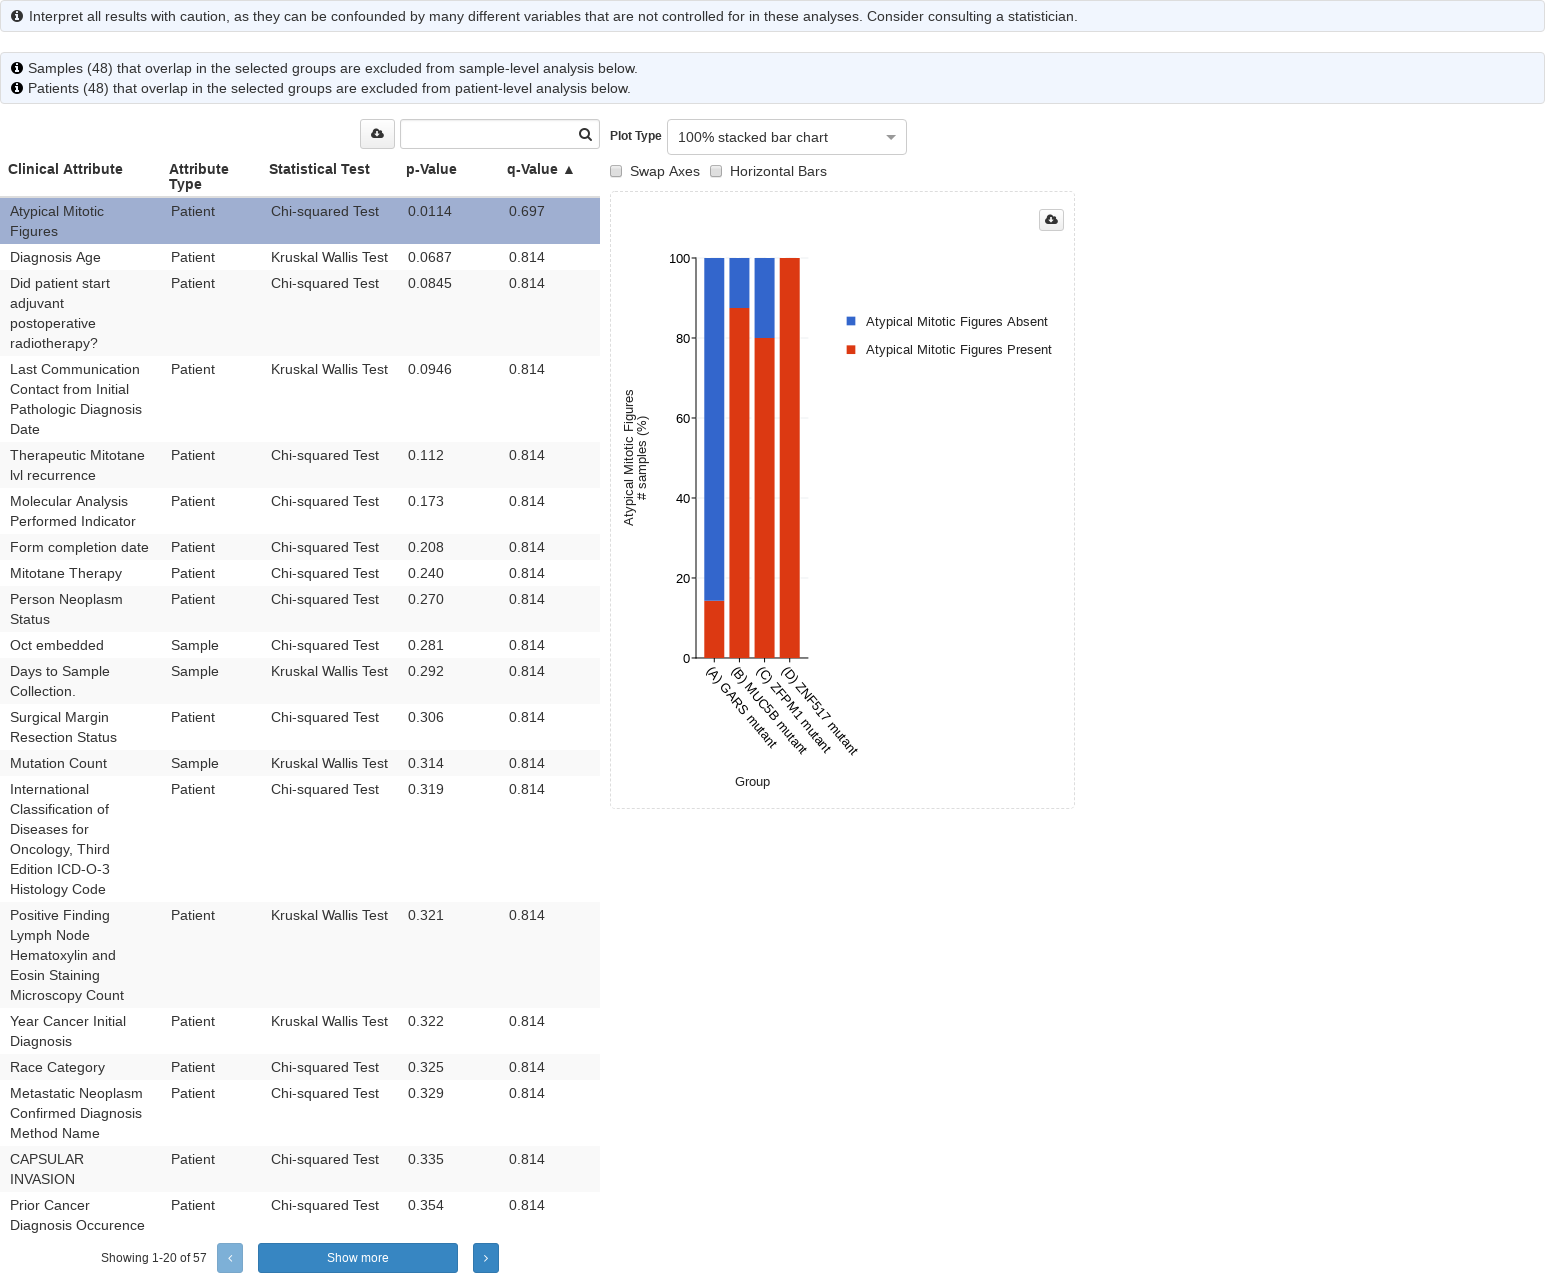 Interpret all results with caution, as they can be confounded by many different variables that are not controlled for in these analyses. Consider consulting a statistician.
Samples (48) that overlap in the selected groups are excluded from sample-level analysis below.
Patients (48) that overlap in the selected groups are excluded from patient-level analysis below.
Clinical Attribute Attribute Type Statistical Test p-Value q-Value ▲
Atypical Mitotic Patient Chi-squared Test 0.0114 0.697
Figures
Diagnosis Age Patient Kruskal Wallis Test 0.0687 0.814
Did patient start Patient Chi-squared Test 0.0845 0.814
adjuvant
postoperative
radiotherapy?
Last Communication Patient Kruskal Wallis Test 0.0946 0.814
Contact from Initial
Pathologic Diagnosis
Date
Therapeutic Mitotane Patient Chi-squared Test 0.112 0.814
lvl recurrence
Molecular Analysis Patient Chi-squared Test 0.173 0.814
Performed Indicator
Form completion date Patient Chi-squared Test 0.208 0.814
Mitotane Therapy Patient Chi-squared Test 0.240 0.814
Person Neoplasm Patient Chi-squared Test 0.270 0.814
Status
Oct embedded Sample Chi-squared Test 0.281 0.814
Days to Sample Sample Kruskal Wallis Test 0.292 0.814
Collection.
Surgical Margin Patient Chi-squared Test 0.306 0.814
Resection Status
Mutation Count Sample Kruskal Wallis Test 0.314 0.814
International Patient Chi-squared Test 0.319 0.814
Classification of
Diseases for
Oncology, Third
Edition ICD-O-3
Histology Code
Positive Finding Patient Kruskal Wallis Test 0.321 0.814
Lymph Node
Hematoxylin and
Eosin Staining
Microscopy Count
Year Cancer Initial Patient Kruskal Wallis Test 0.322 0.814
Diagnosis
Race Category Patient Chi-squared Test 0.325 0.814
Metastatic Neoplasm Patient Chi-squared Test 0.329 0.814
Confirmed Diagnosis
Method Name
CAPSULAR Patient Chi-squared Test 0.335 0.814
INVASION
Prior Cancer Patient Chi-squared Test 0.354 0.814
Diagnosis Occurence
Showing 1-20 of 57 ‹ Show more ›
Plot Type 100% stacked bar chart
Swap Axes Horizontal Bars
100
80
60
40
20
0
Atypical Mitotic Figures
# samples (%)
Atypical Mitotic Figures Absent
Atypical Mitotic Figures Present
(A) GARS mutant
(B) MUC5B mutant
(C) ZFPM1 mutant
(D) ZNF517 mutant
Group